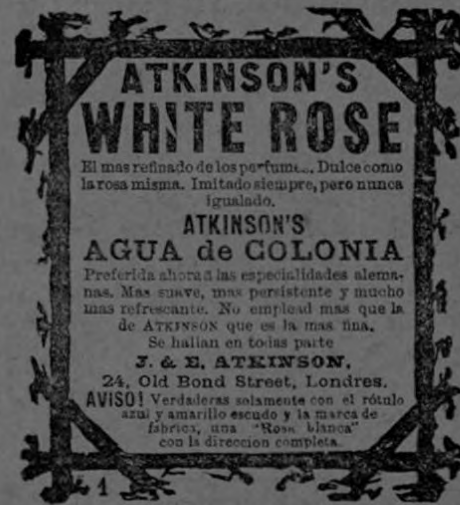 ATKINSON'S
WHITE ROSE
El mas refinado de los perfumes. Dulce como
la rosa misma. Imitado siempre, pero nunca
igualado.
ATKINSON'S
AGUA de COLONIA
Preferida ahora á las especialidades alema-
nas. Mas suave, mas persistente y mucho
mas refrescante. No emplead mas que la
de ATKINSON que es la mas fina.
Se hallan en todas parte
J. & E. ATKINSON,
24, Old Bond Street, Londres.
AVISO! Verdaderas solamente con el rótulo
azul y amarillo escudo y la marca de
fabrica, una "Rosa blanca"
con la direccion completa.
1